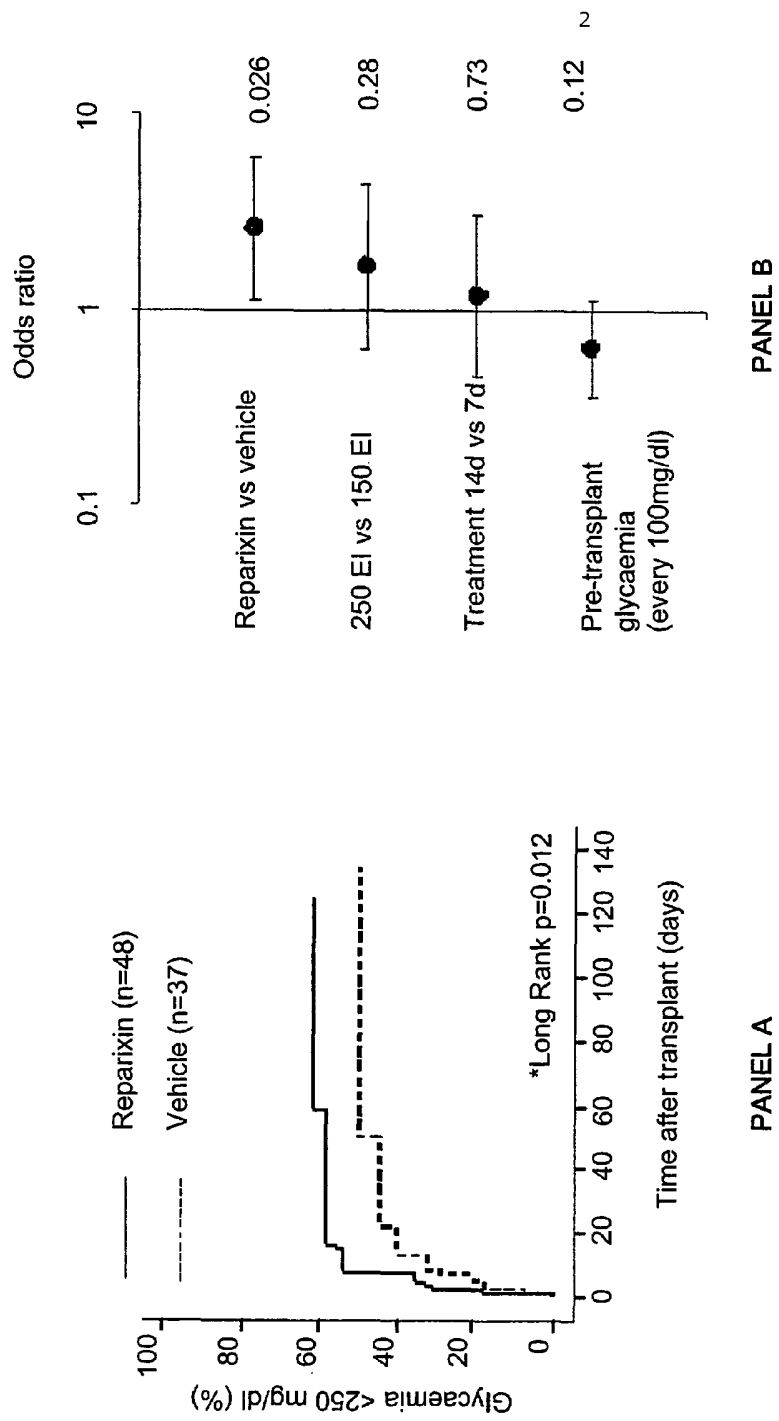 Reparixin (n=48)
Vehicle (n=37)
Glycaemia <250 mg/dl (%)
100
80
60
40
20
0
*Long Rank p=0.012
0
20
40
60
80
100
120
140
Time after transplant (days)
PANEL A
Odds ratio
0.1
1
10
Reparixin vs vehicle
0.026
250 EI vs 150 EI
0.28
Treatment 14d vs 7d
0.73
Pre-transplant
glycaemia
(every 100mg/dl)
0.12
2
PANEL B